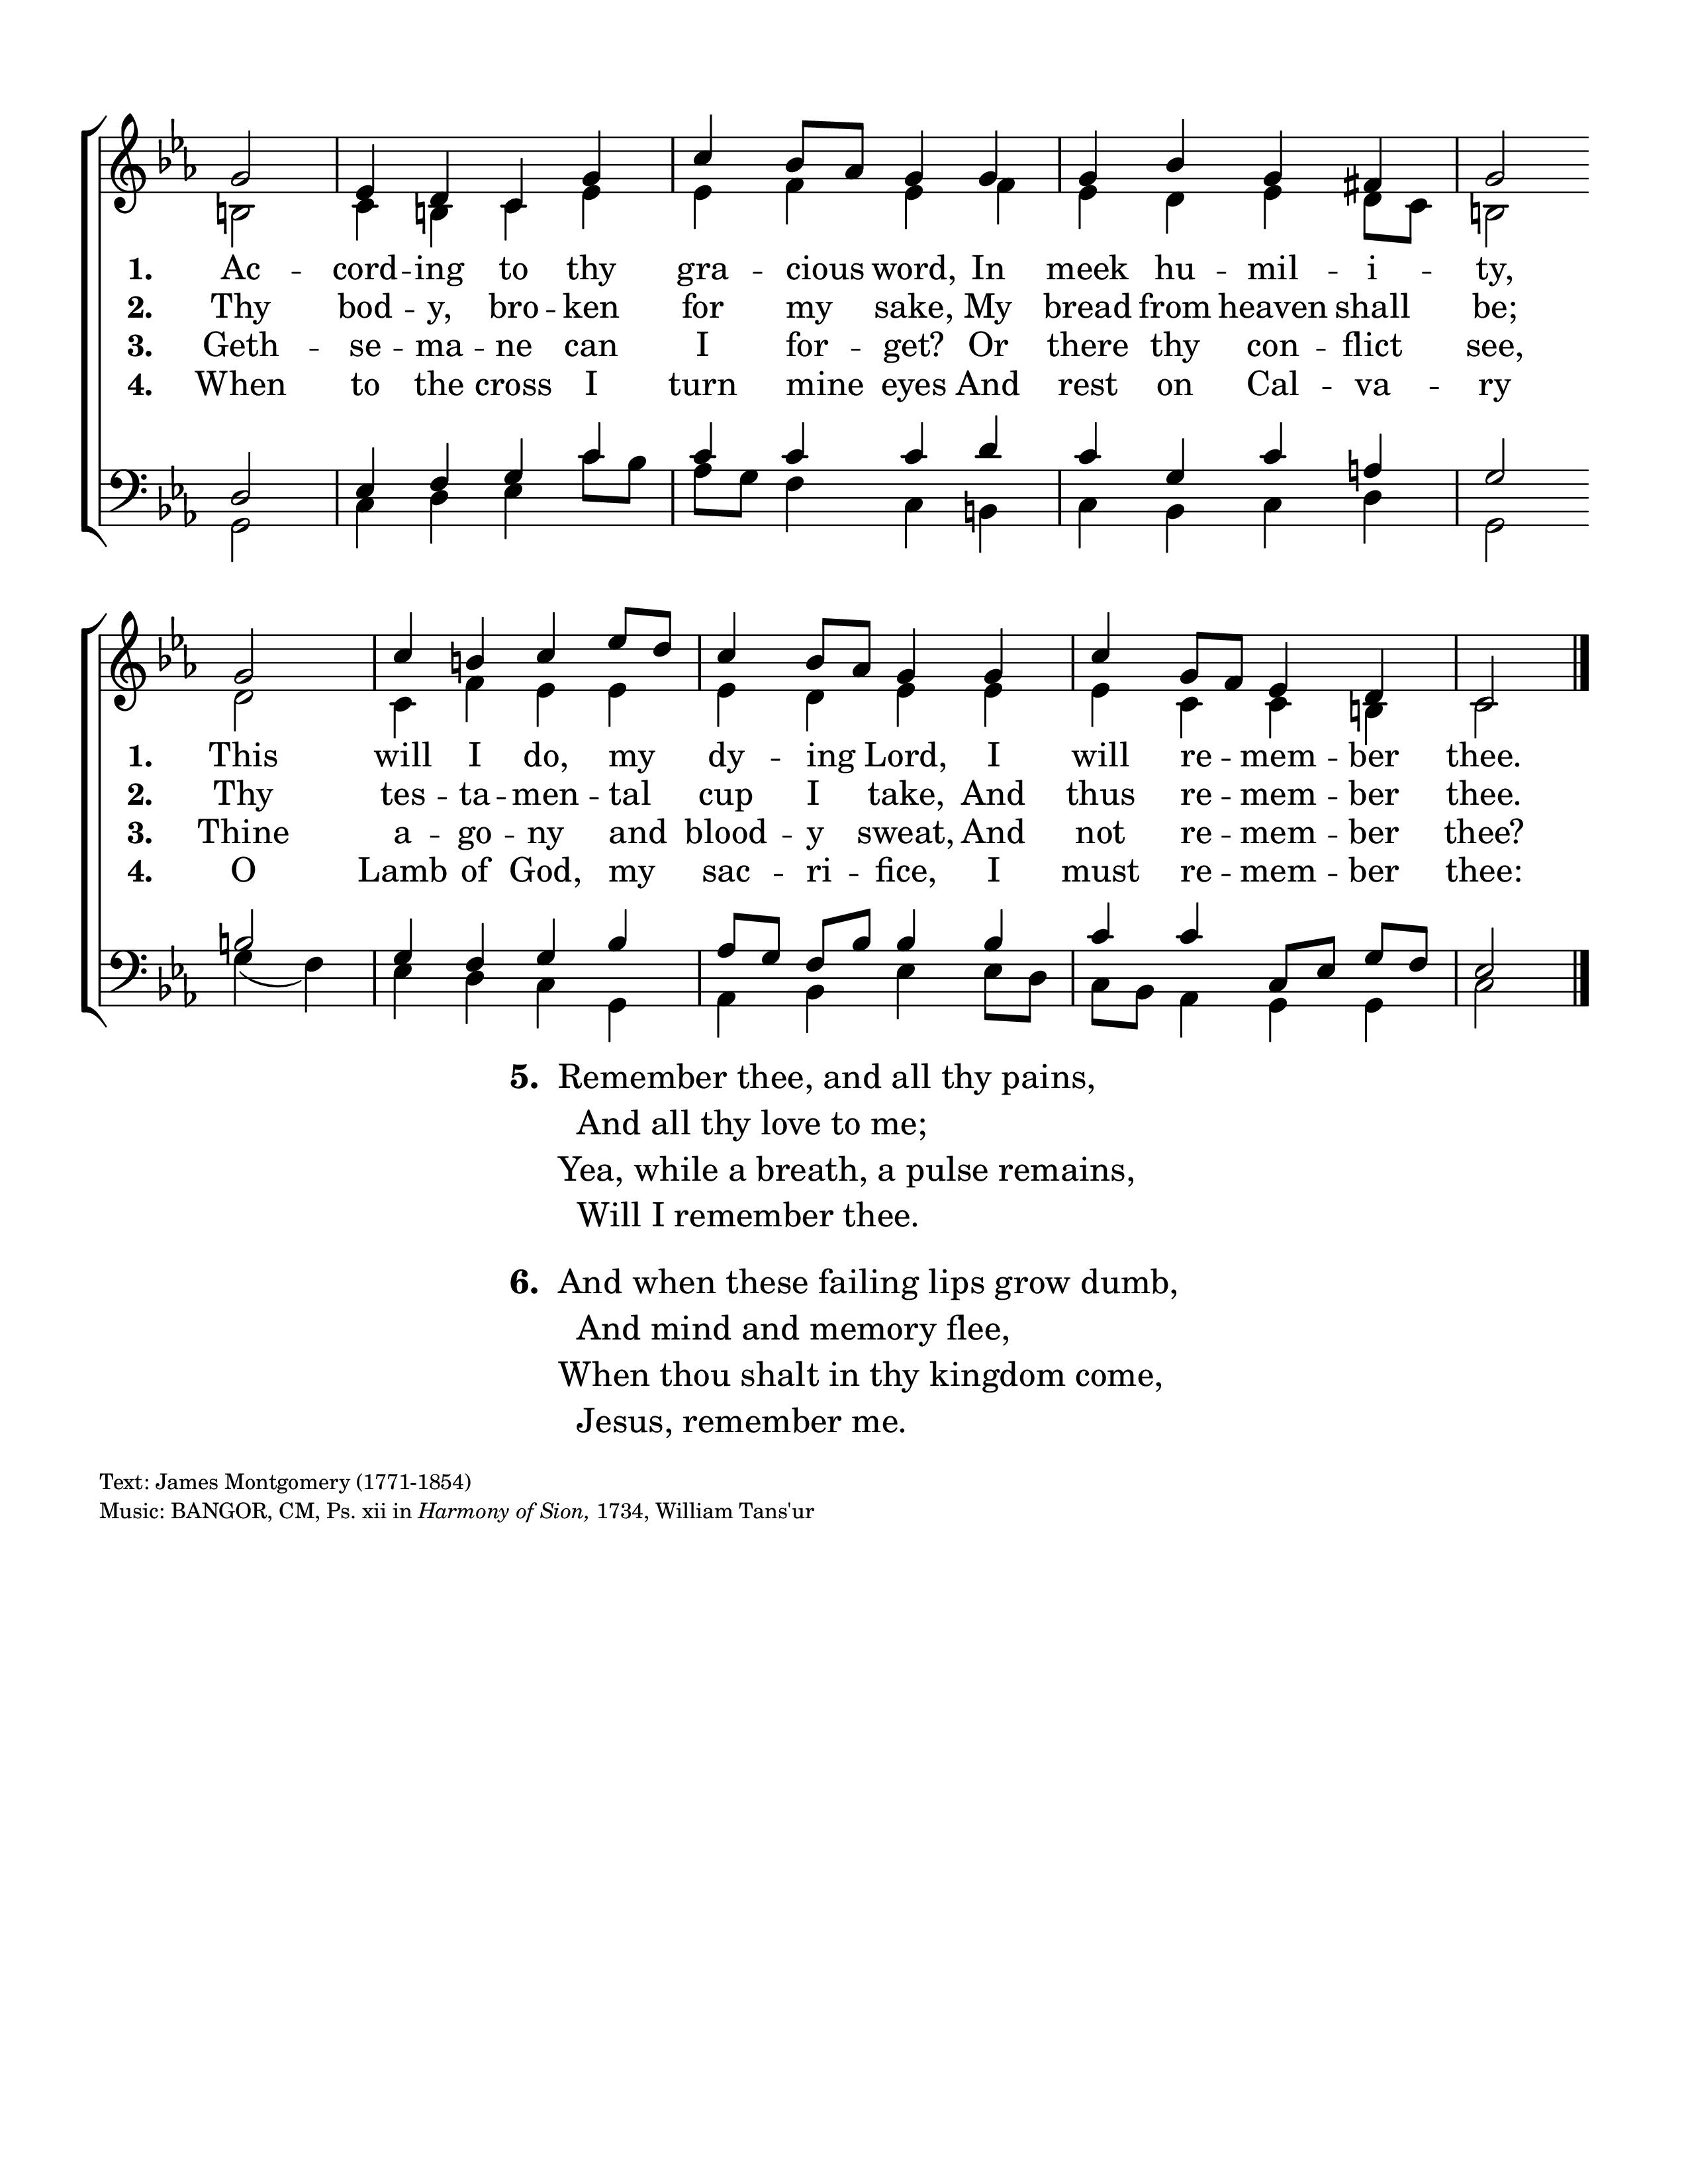 1. Ac - cord - ing to thy gra - cious word, In meek hu - mil - i - ty,
2. Thy bod - y, bro - ken for my sake, My bread from heaven shall be;
3. Geth - se - ma - ne can I for - get? Or there thy con - flict see,
4. When to the cross I turn mine eyes And rest on Cal - va - ry
1. This will I do, my dy - ing Lord, I will re - mem - ber thee.
2. Thy tes - ta - men - tal cup I take, And thus re - mem - ber thee.
3. Thine a - go - ny and blood - y sweat, And not re - mem - ber thee?
4. O Lamb of God, my sac - ri - fice, I must re - mem - ber thee:
5. Remember thee, and all thy pains,
And all thy love to me;
Yea, while a breath, a pulse remains,
Will I remember thee.
6. And when these failing lips grow dumb,
And mind and memory flee,
When thou shalt in thy kingdom come,
Jesus, remember me.
Text: James Montgomery (1771-1854)
Music: BANGOR, CM, Ps. xii in Harmony of Sion, 1734, William Tans'ur